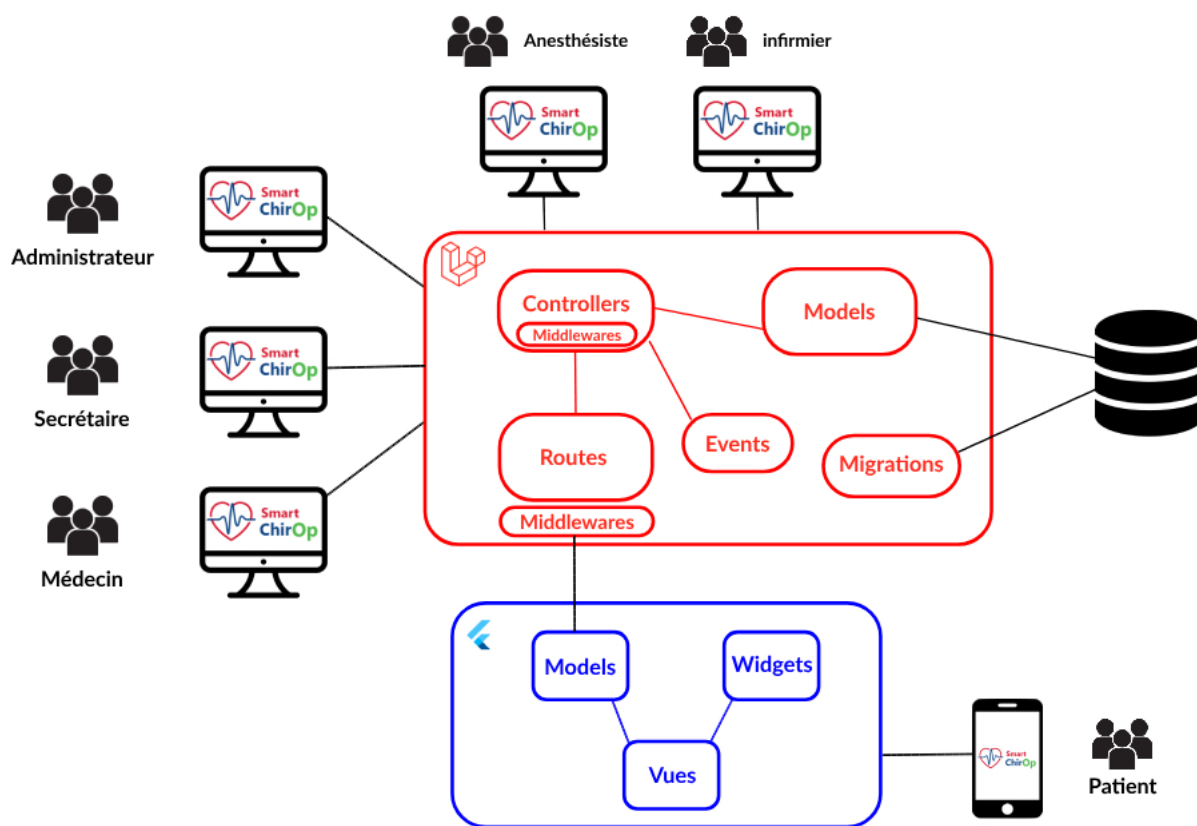 Anesthésiste
infirmier
Smart
ChirOp
Smart
ChirOp
Administrateur
Smart
ChirOp
Secrétaire
Smart
ChirOp
Médecin
Smart
ChirOp
Controllers
Middlewares
Models
Routes
Events
Migrations
Middlewares
Models
Widgets
Vues
Smart
ChirOp
Patient